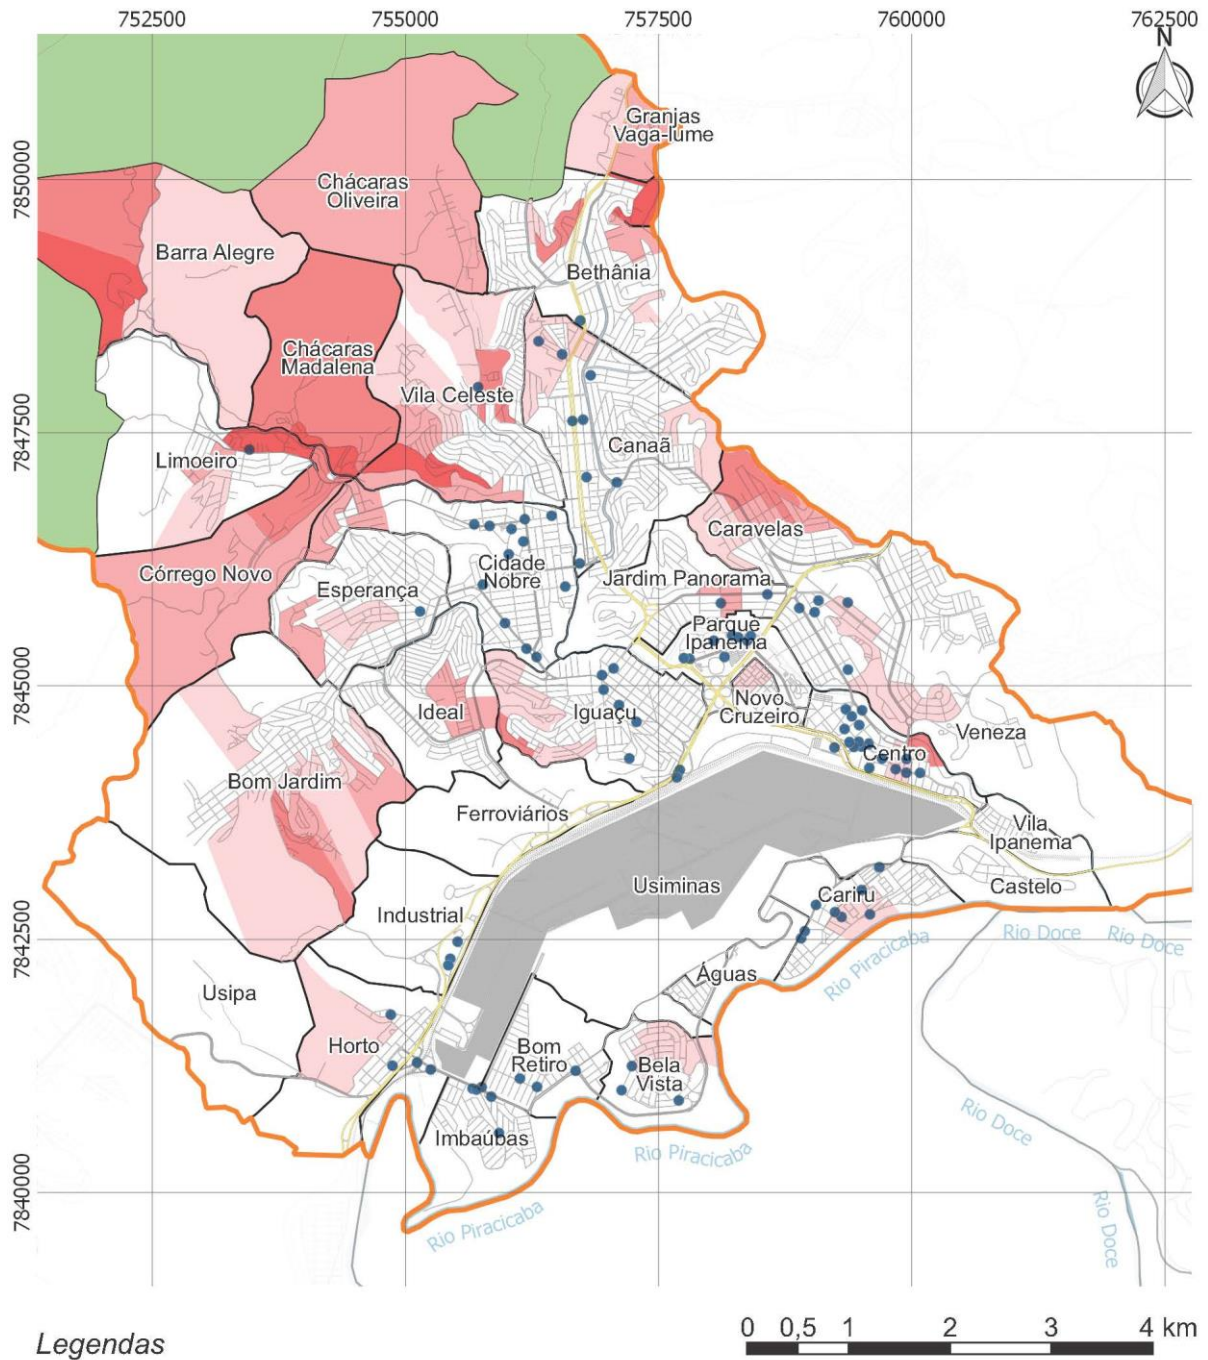 752500 755000 757500 760000 762500
N
Granjas
Vaga-lume
7850000
Chácaras
Oliveira
Barra Alegre
Bethânia
Chácaras
Madalena
Vila Celeste
7847500
Canaã
Limoeiro
Caravelas
Córrego Novo
Esperança
Cidade
Nobre
Jardim Panorama
Parque
Ipanema
7845000
Ideal
Iguaçu
Novo
Cruzeiro
Veneza
Centro
Bom Jardim
Ferroviários
Vila
Ipanema
Usiminas
Cariru
Castelo
Industrial
7842500
Rio Piracicaba
Rio Doce
Rio Doce
Águas
Usipa
Horto
Bom
Retiro
Bela
Vista
Imbaúbas
Rio Piracicaba
Rio Doce
7840000
Rio Piracicaba
Rio Doce
Legendas
0 0,5 1 2 3 4 km